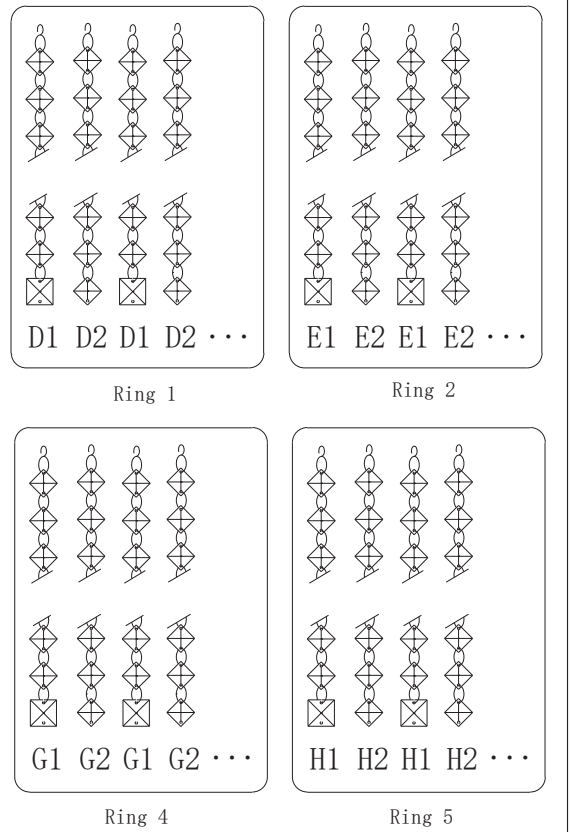 D1 D2 D1 D2 ···
Ring 1
E1 E2 E1 E2 ···
Ring 2
G1 G2 G1 G2 ···
Ring 4
H1 H2 H1 H2 ···
Ring 5